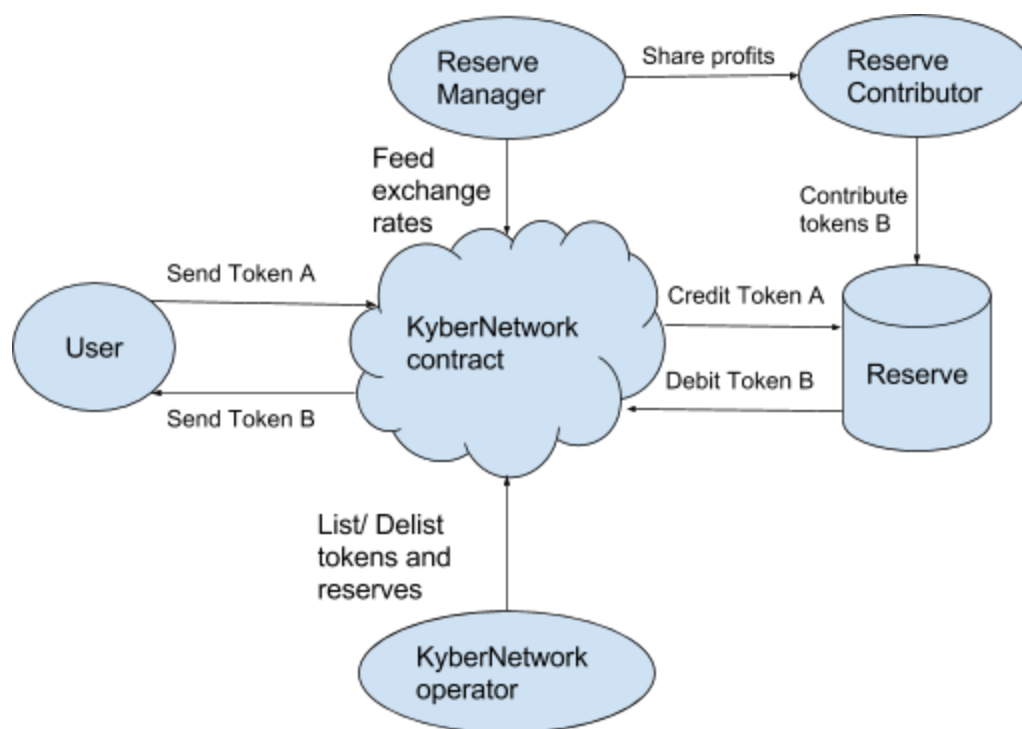 Reserve
Manager
Share profits
Reserve
Contributor
Feed
exchange
rates
Contribute
tokens B
Send Token A
User
Send Token B
KyberNetwork
contract
Credit Token A
Debit Token B
Reserve
List/ Delist
tokens and
reserves
KyberNetwork
operator